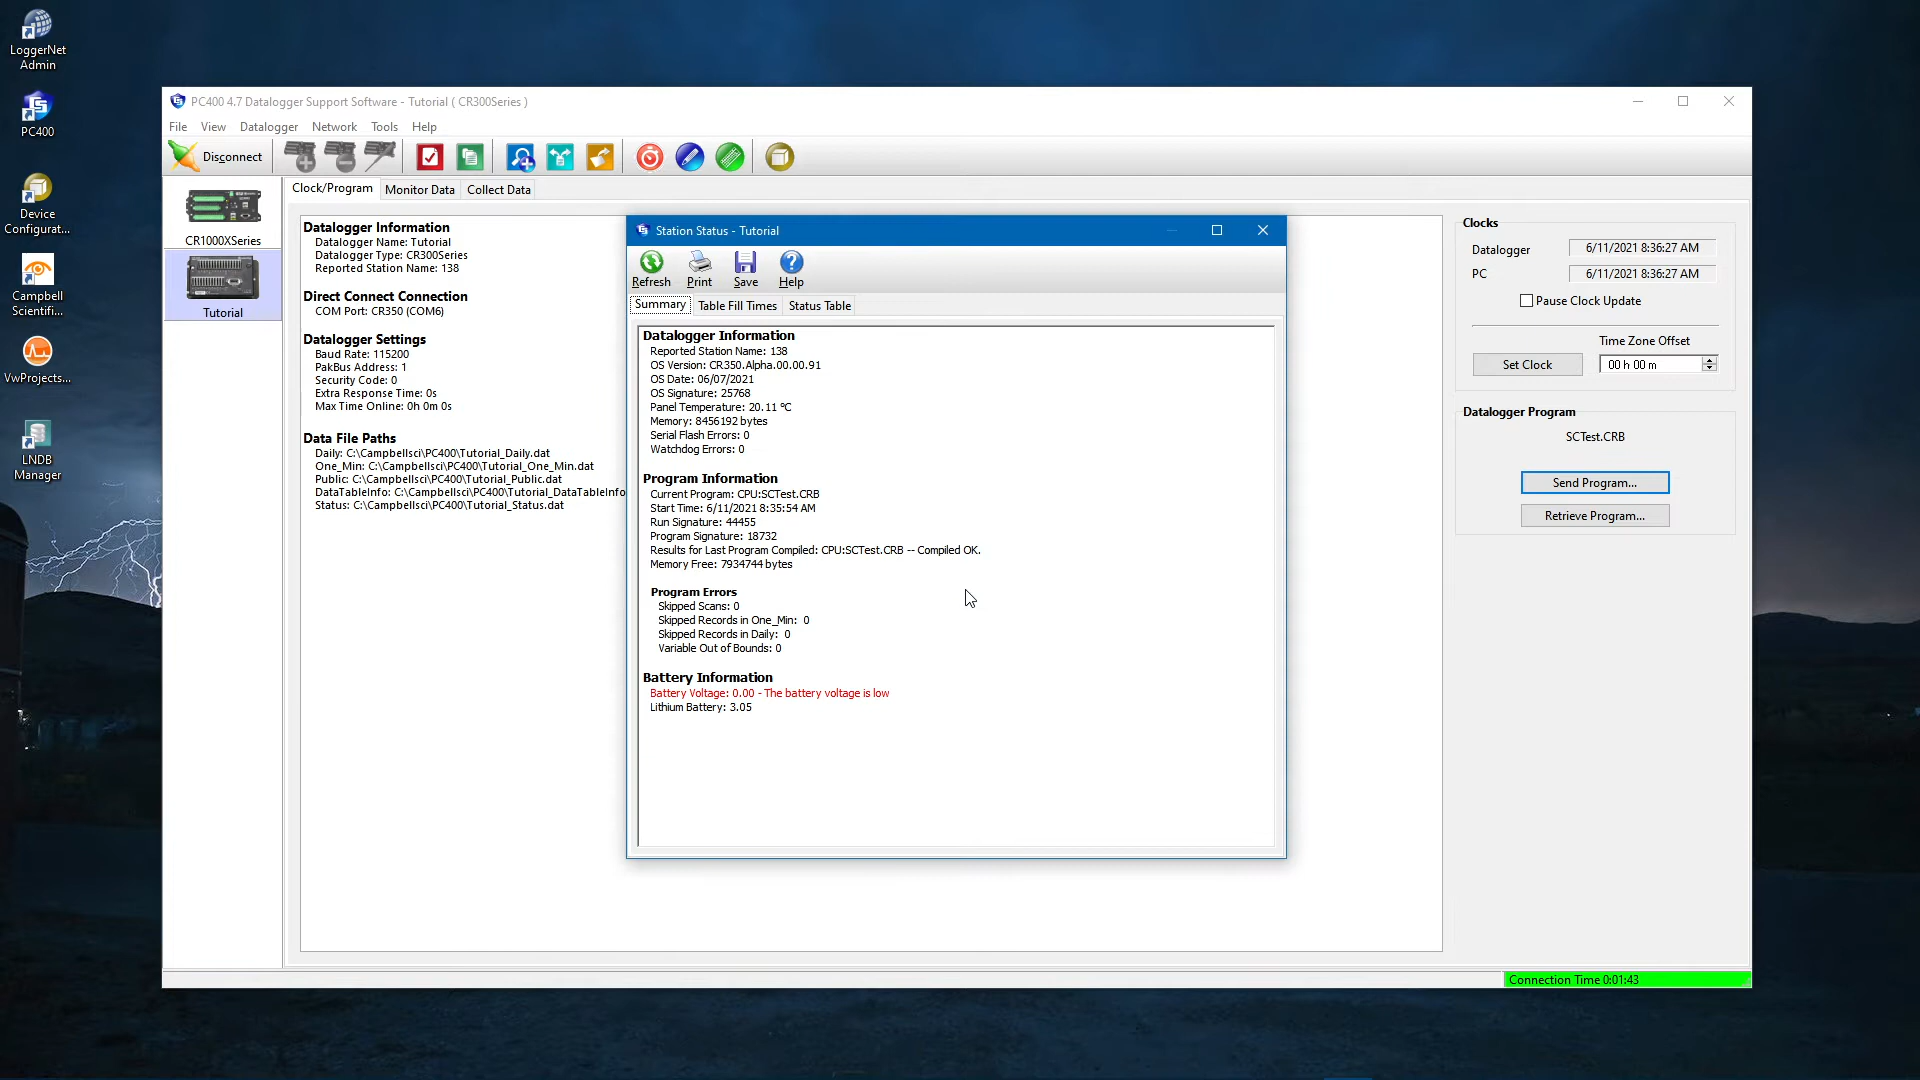 LoggerNet
Admin
PC400
Device
Configurat...
Campbell
Scientifi...
VwProjects...
LNDB
Manager
PC400 4.7 Datalogger Support Software - Tutorial ( CR300Series )
File View Datalogger Network Tools Help
Disconnect
CR1000XSeries
Tutorial
Clock/Program Monitor Data Collect Data
Datalogger Information
Datalogger Name: Tutorial
Datalogger Type: CR300Series
Reported Station Name: 138
Direct Connect Connection
COM Port: CR350 (COM6)
Datalogger Settings
Baud Rate: 115200
PakBus Address: 1
Security Code: 0
Extra Response Time: 0s
Max Time Online: 0h 0m 0s
Data File Paths
Daily: C:\Campbellsci\PC400\Tutorial_Daily.dat
One_Min: C:\Campbellsci\PC400\Tutorial_One_Min.dat
Public: C:\Campbellsci\PC400\Tutorial_Public.dat
DataTableInfo: C:\Campbellsci\PC400\Tutorial_DataTableInfo
Status: C:\Campbellsci\PC400\Tutorial_Status.dat
Station Status - Tutorial
Refresh Print Save Help
Summary Table Fill Times Status Table
Datalogger Information
Reported Station Name: 138
OS Version: CR350.Alpha.00.00.91
OS Date: 06/07/2021
OS Signature: 25768
Panel Temperature: 20.11 ºC
Memory: 8456192 bytes
Serial Flash Errors: 0
Watchdog Errors: 0
Program Information
Current Program: CPU:SCTest.CRB
Start Time: 6/11/2021 8:35:54 AM
Run Signature: 44455
Program Signature: 18732
Results for Last Program Compiled: CPU:SCTest.CRB -- Compiled OK.
Memory Free: 7934744 bytes
Program Errors
Skipped Scans: 0
Skipped Records in One_Min: 0
Skipped Records in Daily: 0
Variable Out of Bounds: 0
Battery Information
Battery Voltage: 0.00 - The battery voltage is low
Lithium Battery: 3.05
Clocks
Datalogger 6/11/2021 8:36:27 AM
PC 6/11/2021 8:36:27 AM
Pause Clock Update
Time Zone Offset
Set Clock 00 h 00 m
Datalogger Program
SCTest.CRB
Send Program...
Retrieve Program...
Connection Time 0:01:43